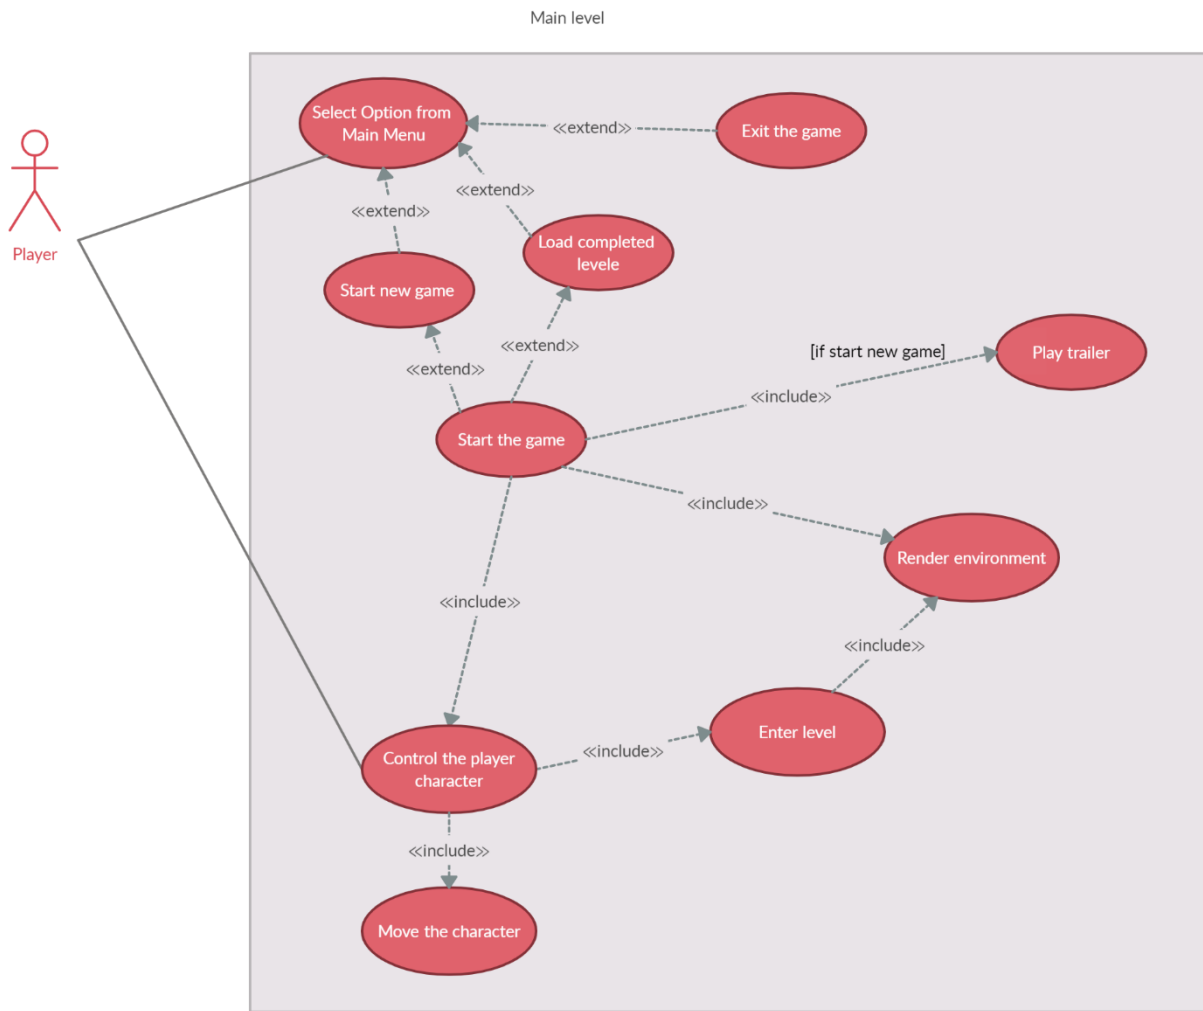 Main level
Select Option from
Main Menu
«extend»
Exit the game
«extend»
«extend»
Player
Load completed
levele
Start new game
«extend»
[if start new game]
Play trailer
«extend»
«include»
Start the game
«include»
Render environment
«include»
«include»
Enter level
«include»
Control the player
character
«include»
Move the character